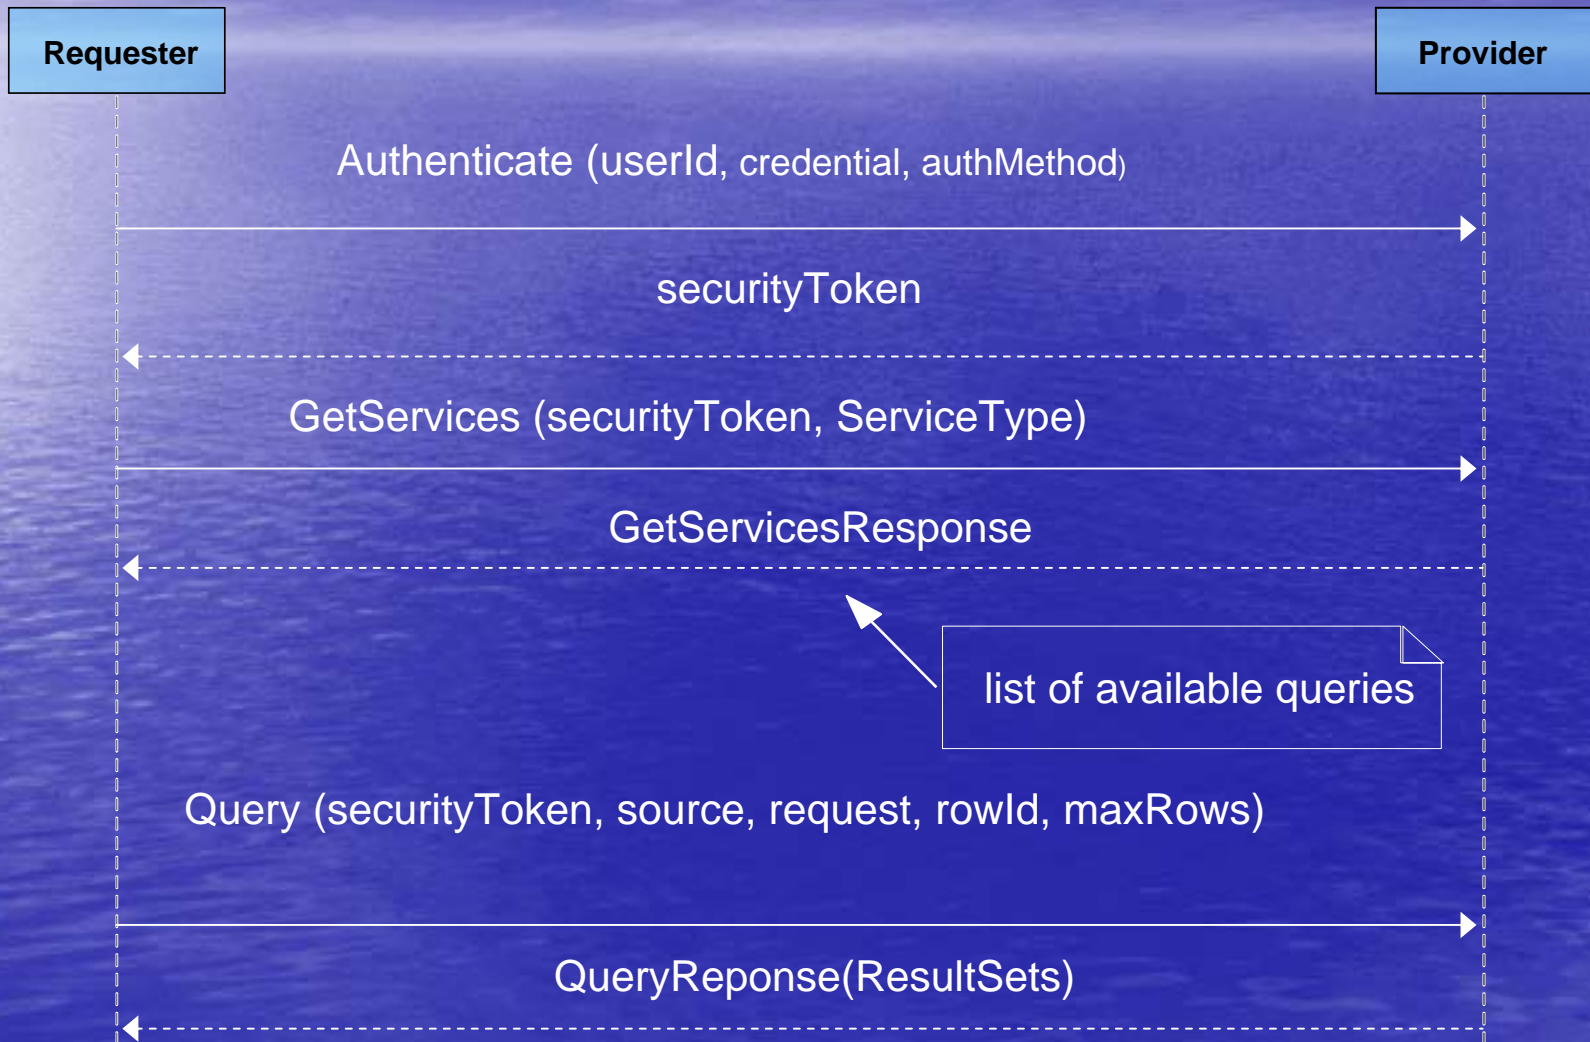 Requester
Provider
Authenticate (userId, credential, authMethod)
securityToken
GetServices (securityToken, ServiceType)
GetServicesResponse
list of available queries
Query (securityToken, source, request, rowId, maxRows)
QueryReponse(ResultSets)